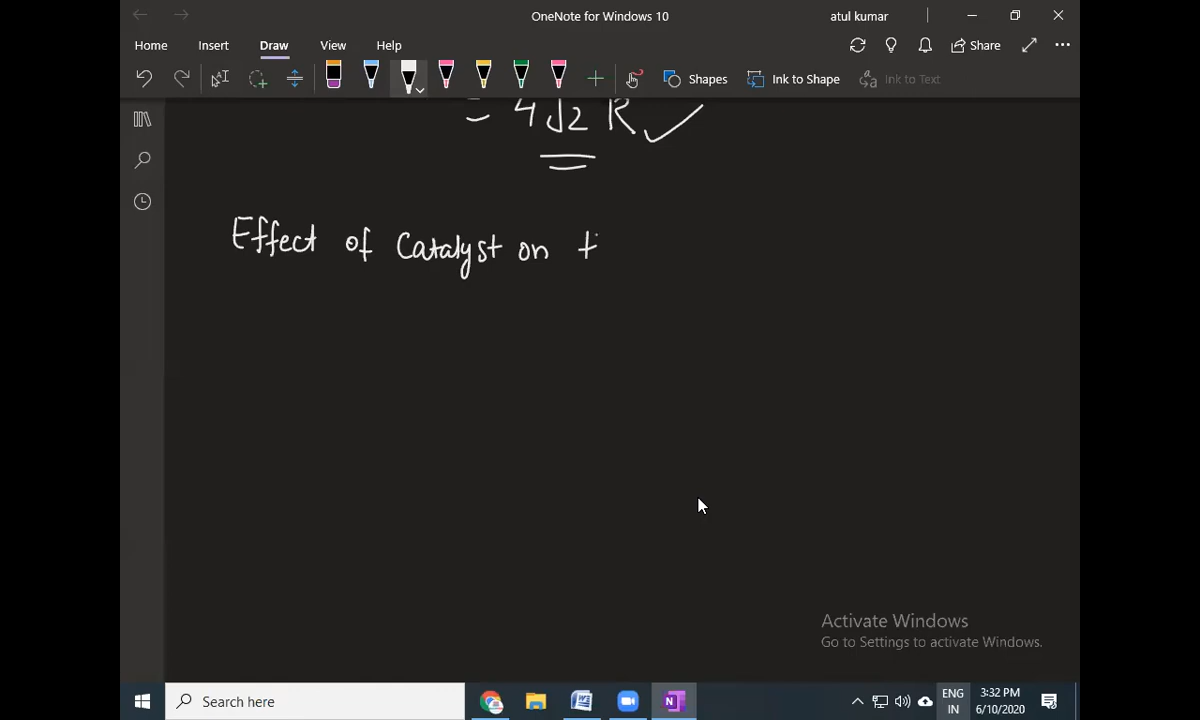 OneNote for Windows 10
atul kumar
Home Insert Draw View Help
Share
Shapes
Ink to Shape
Ink to Text
= 4√2 R ✓
Effect of Catalyst on t
Activate Windows
Go to Settings to activate Windows.
Search here
ENG
IN
3:32 PM
6/10/2020